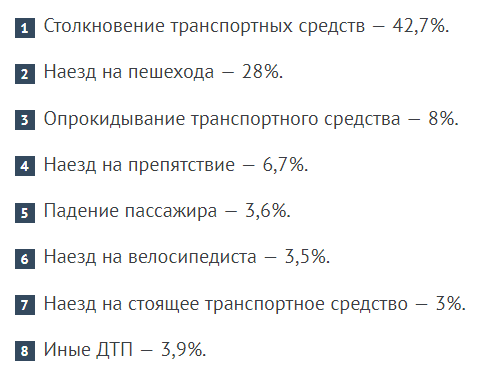 1 Столкновение транспортных средств — 42,7%.
2 Наезд на пешехода — 28%.
3 Опрокидывание транспортного средства — 8%.
4 Наезд на препятствие — 6,7%.
5 Падение пассажира — 3,6%.
6 Наезд на велосипедиста — 3,5%.
7 Наезд на стоящее транспортное средство — 3%.
8 Иные ДТП — 3,9%.